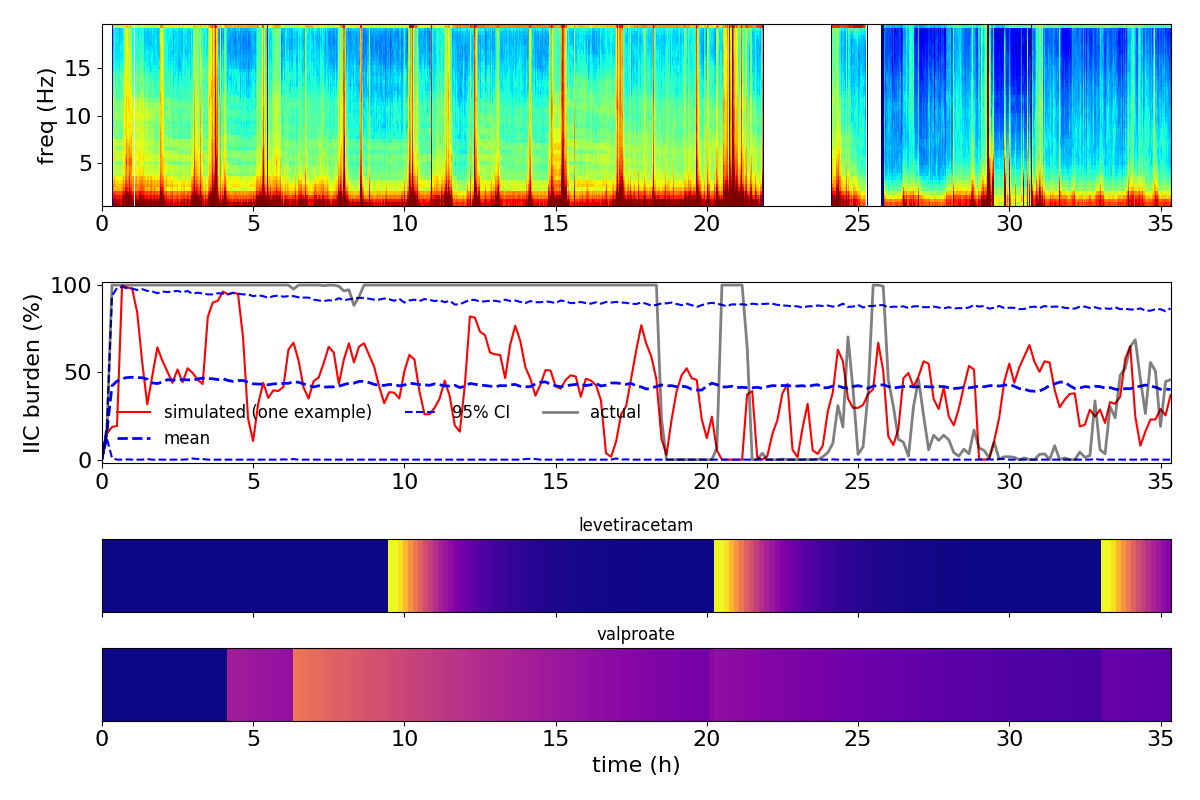 freq (Hz)
15
10
5
0 5 10 15 20 25 30 35
IIC burden (%)
100
50
0
simulated (one example) 95% CI actual
mean
0 5 10 15 20 25 30 35
levetiracetam
valproate
0 5 10 15 20 25 30 35
time (h)